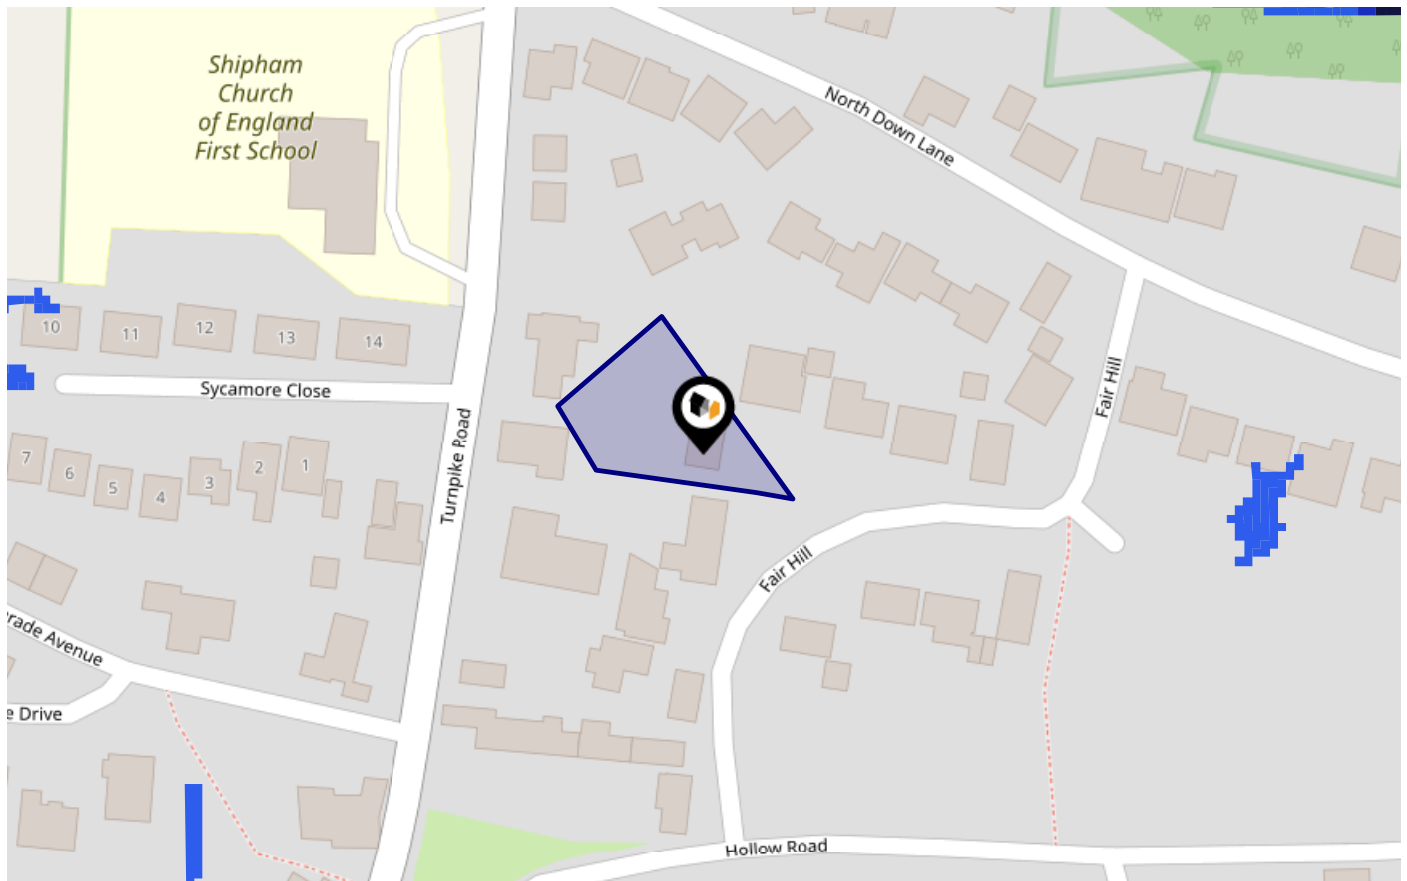 Shipham
Church
of England
First School
North Down Lane
10
11
12
13
14
Sycamore Close
Fair Hill
Turnpike Road
7
6
5
4
3
2
1
Fair Hill
rade Avenue
e Drive
Hollow Road